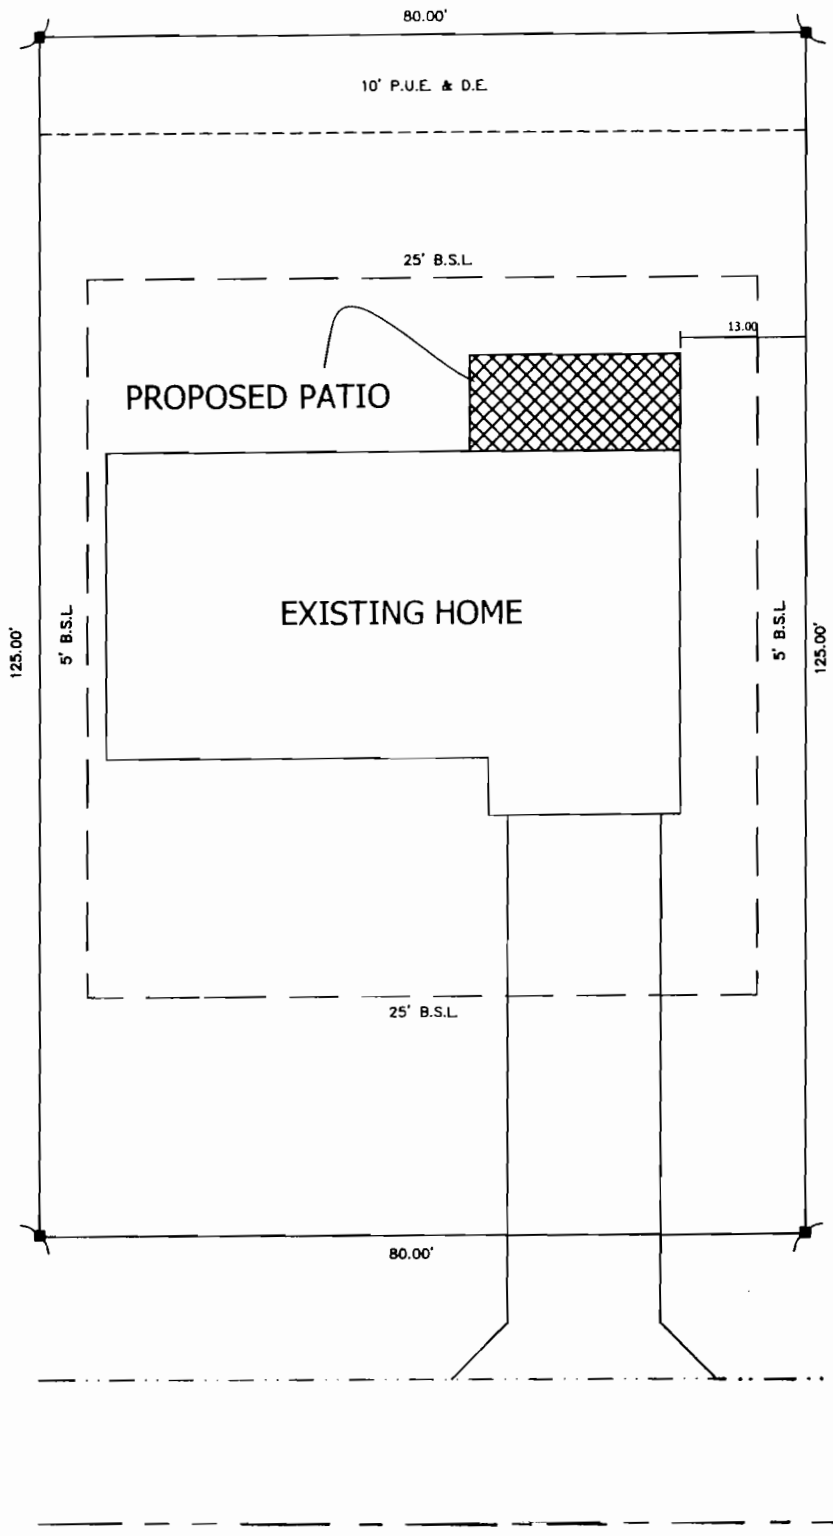 80.00'
10' P.U.E. & D.E.
25' B.S.L.
13.00
PROPOSED PATIO
EXISTING HOME
125.00'
5' B.S.L.
5' B.S.L.
125.00'
25' B.S.L.
80.00'